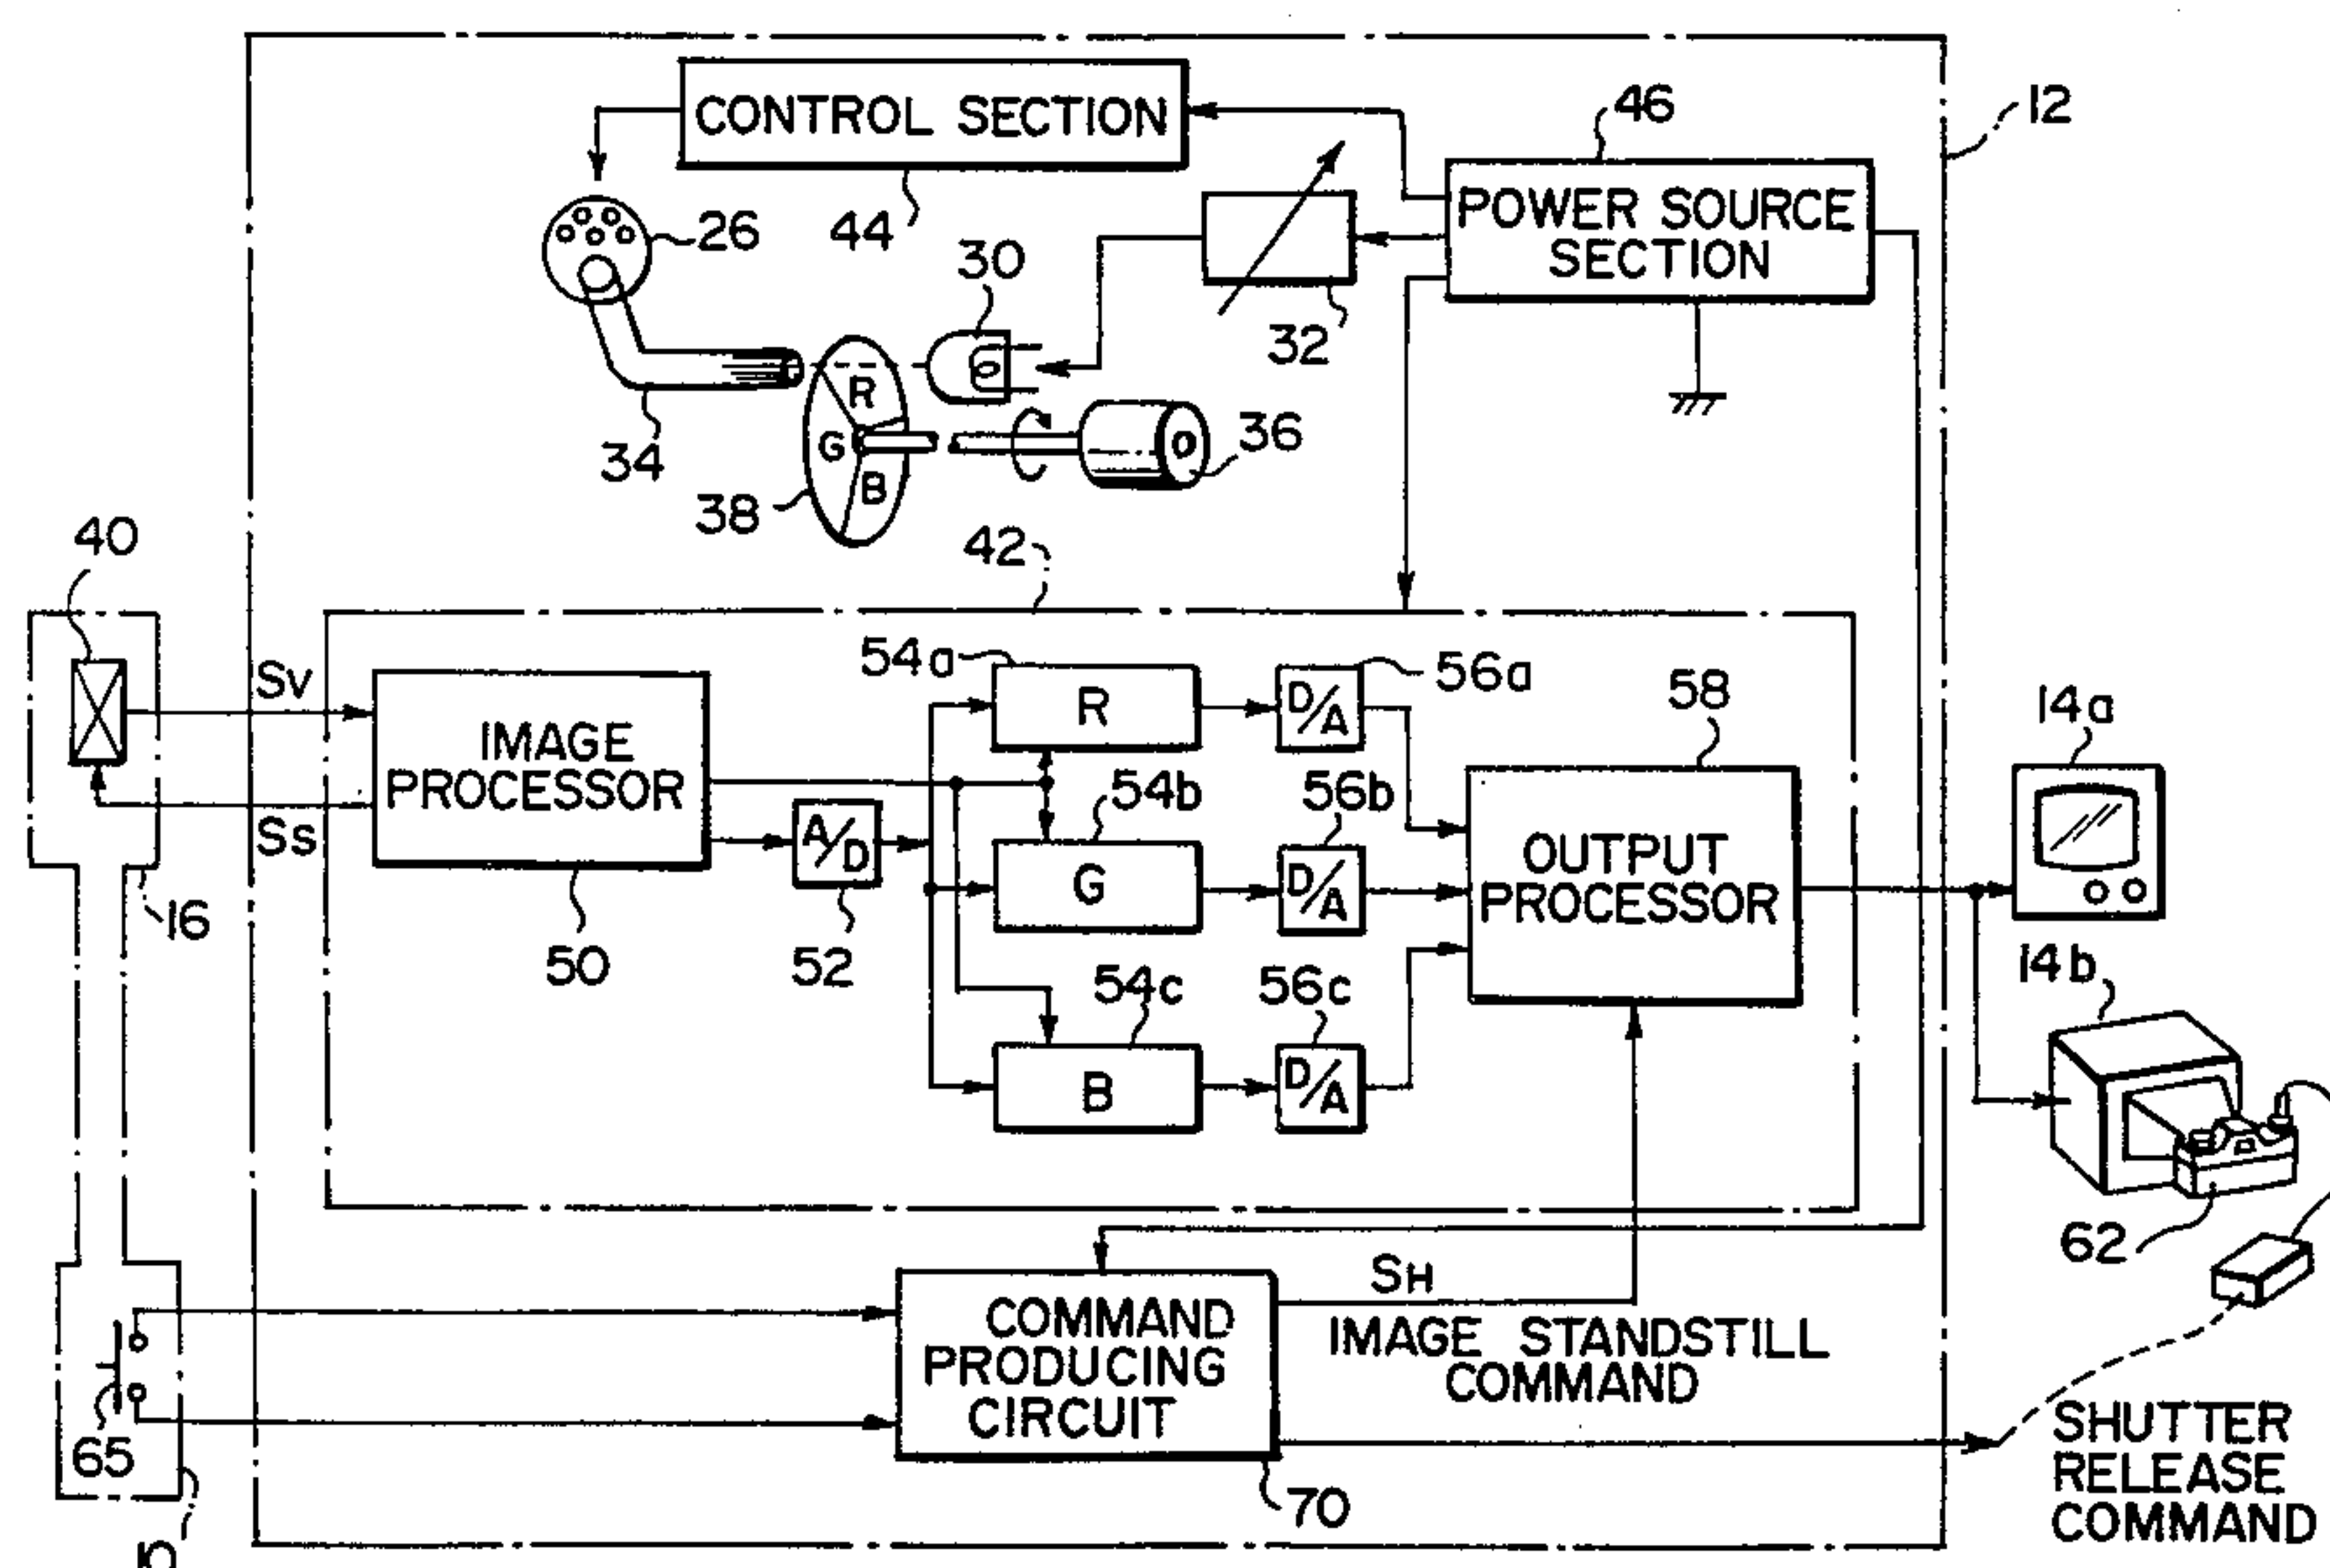 CONTROL SECTION
44
26
46
POWER SOURCE
SECTION
12
30
32
34
R
G
B
38
36
42
40
Sv
Ss
16
IMAGE
PROCESSOR
50
A/D
52
54a
R
54b
G
54c
B
56a
D/A
56b
D/A
56c
D/A
58
OUTPUT
PROCESSOR
14a
14b
62
65
COMMAND
PRODUCING
CIRCUIT
70
SH
IMAGE STANDSTILL
COMMAND
SHUTTER
RELEASE
COMMAND